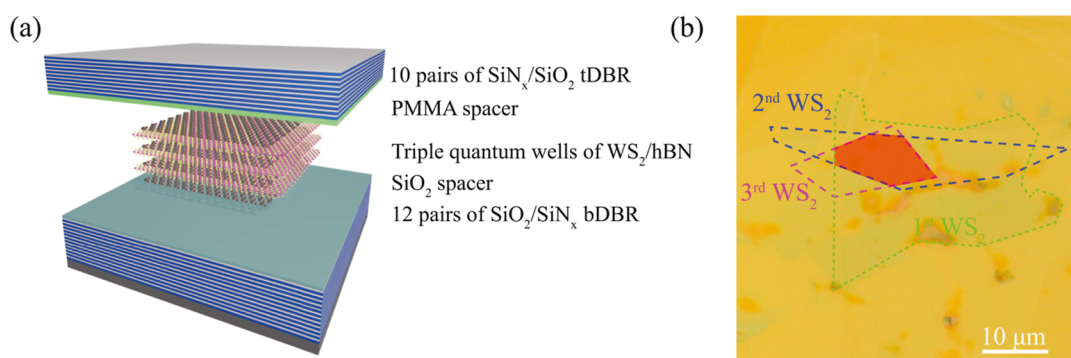 (a)
10 pairs of SiNₓ/SiO₂ tDBR
PMMA spacer
Triple quantum wells of WS₂/hBN
SiO₂ spacer
12 pairs of SiO₂/SiNₓ bDBR
(b)
2ⁿᵈ WS₂
3ʳᵈ WS₂
1ˢᵗ WS₂
10 μm